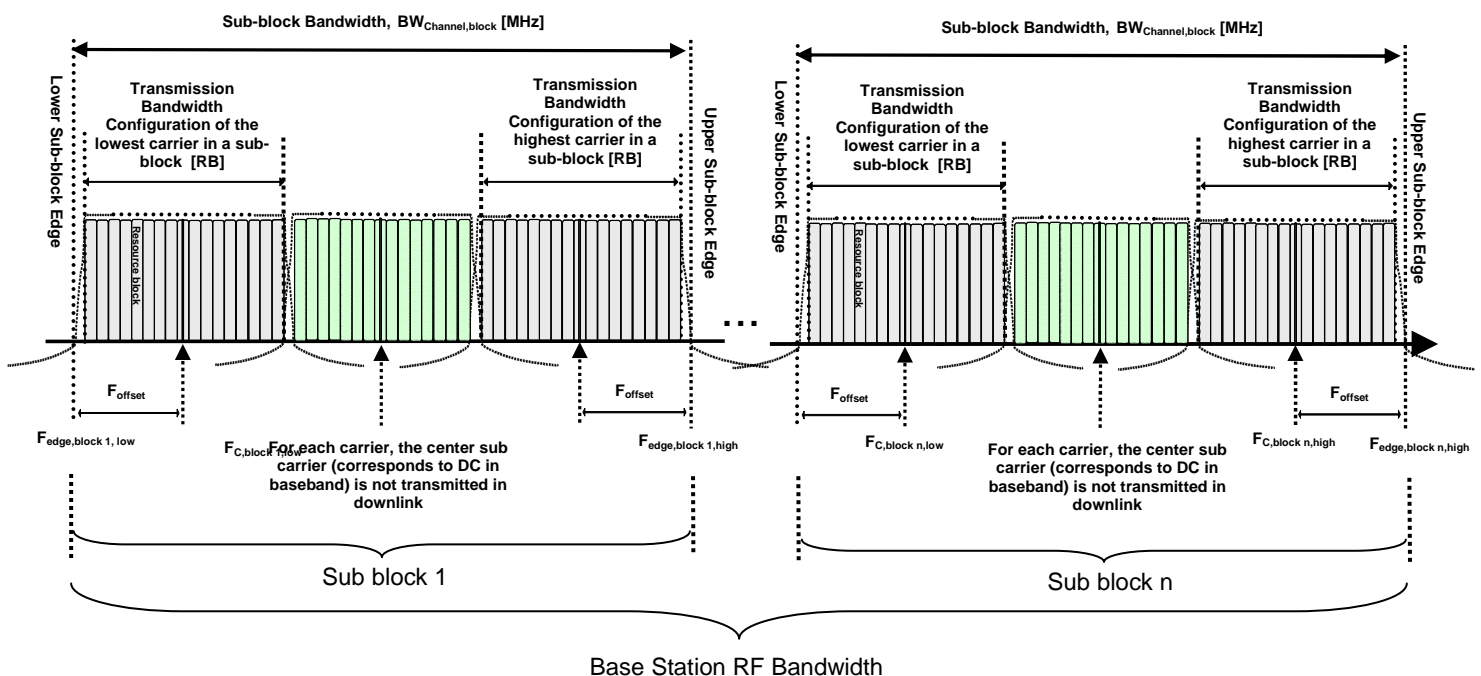 Sub-block Bandwidth, BWChannel,block [MHz]
Lower Sub-block Edge
Transmission
Bandwidth
Configuration of the
lowest carrier in a sub-
block [RB]
Transmission
Bandwidth
Configuration of the
highest carrier in a
sub-block [RB]
Upper Sub-block Edge
Resource block
Foffset
Foffset
Fedge,block 1, low
FC,block 1,low
Fedge,block 1,high
For each carrier, the center sub
carrier (corresponds to DC in
baseband) is not transmitted in
downlink
Sub block 1
...
Sub-block Bandwidth, BWChannel,block [MHz]
Lower Sub-block Edge
Transmission
Bandwidth
Configuration of the
lowest carrier in a
sub-block [RB]
Transmission
Bandwidth
Configuration of the
highest carrier in a
sub-block [RB]
Upper Sub-block Edge
Resource block
Foffset
Foffset
FC,block n,low
FC,block n,high
Fedge,block n,high
For each carrier, the center sub
carrier (corresponds to DC in
baseband) is not transmitted in
downlink
Sub block n
Base Station RF Bandwidth